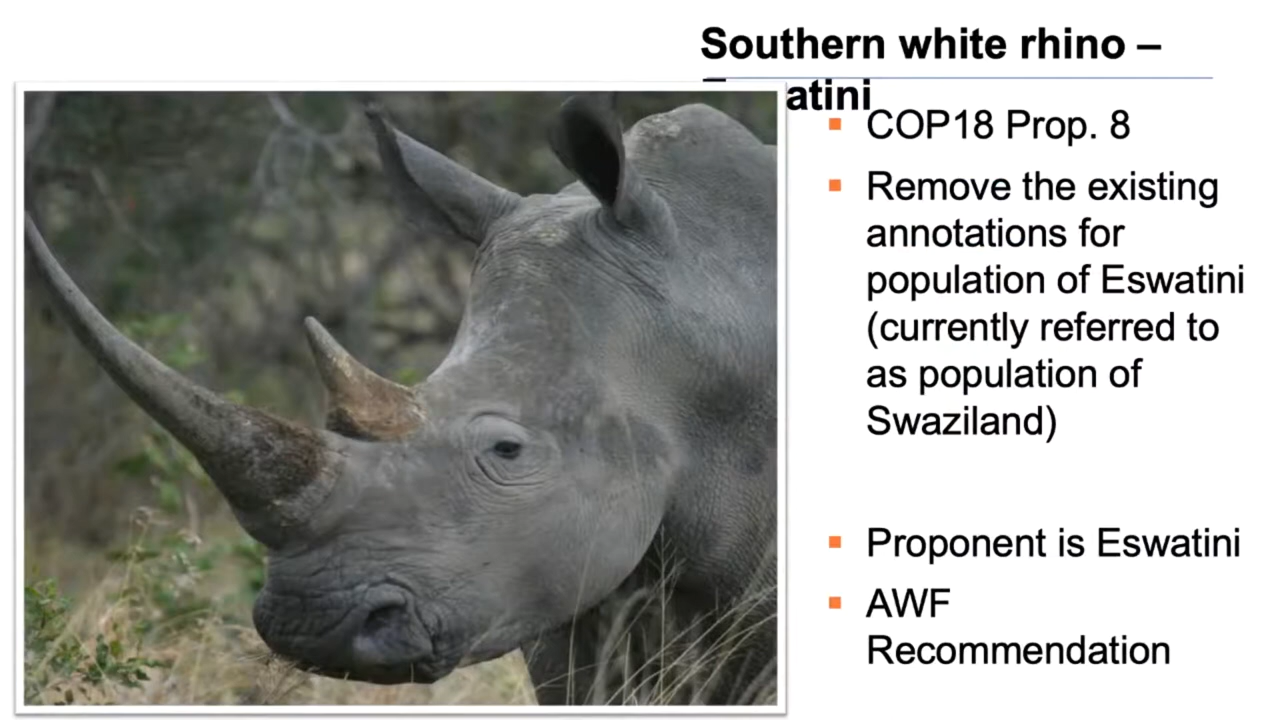 Southern white rhino –
atini
COP18 Prop. 8
Remove the existing
annotations for
population of Eswatini
(currently referred to
as population of
Swaziland)
Proponent is Eswatini
AWF
Recommendation